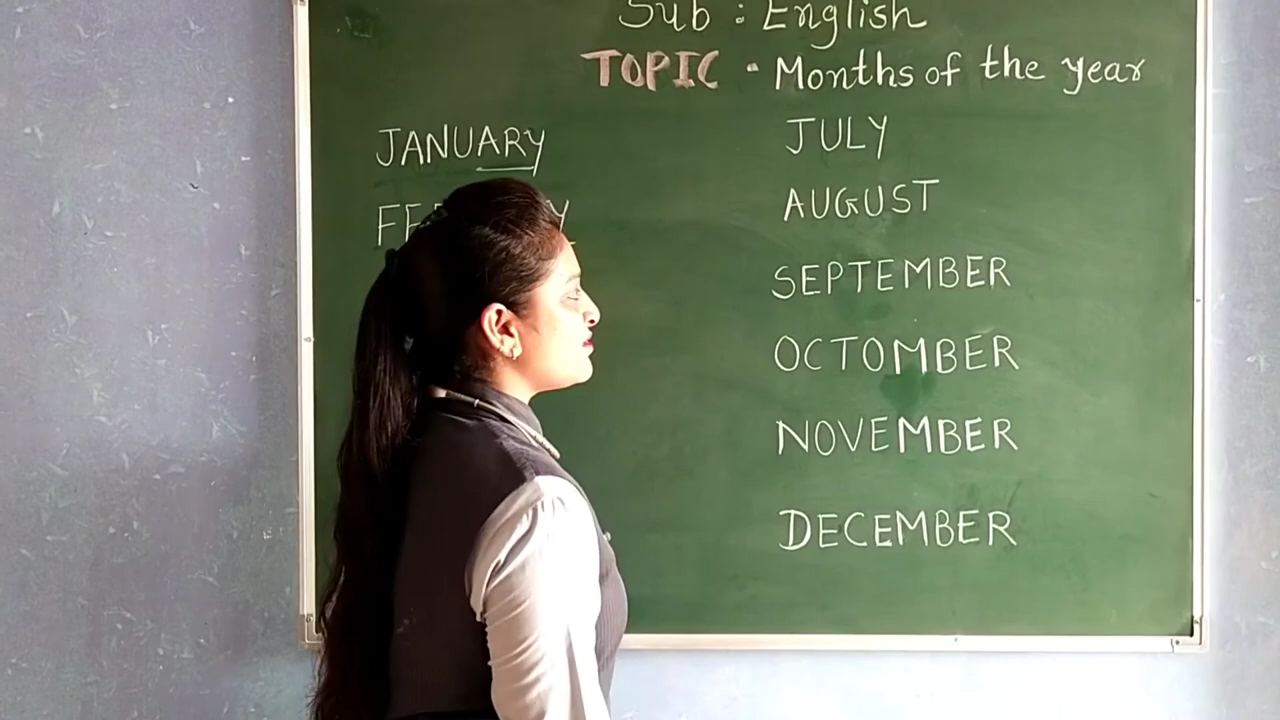 Sub : English
TOPIC • Months of the year
JANUARY
JULY
AUGUST
SEPTEMBER
OCTOMBER
NOVEMBER
DECEMBER